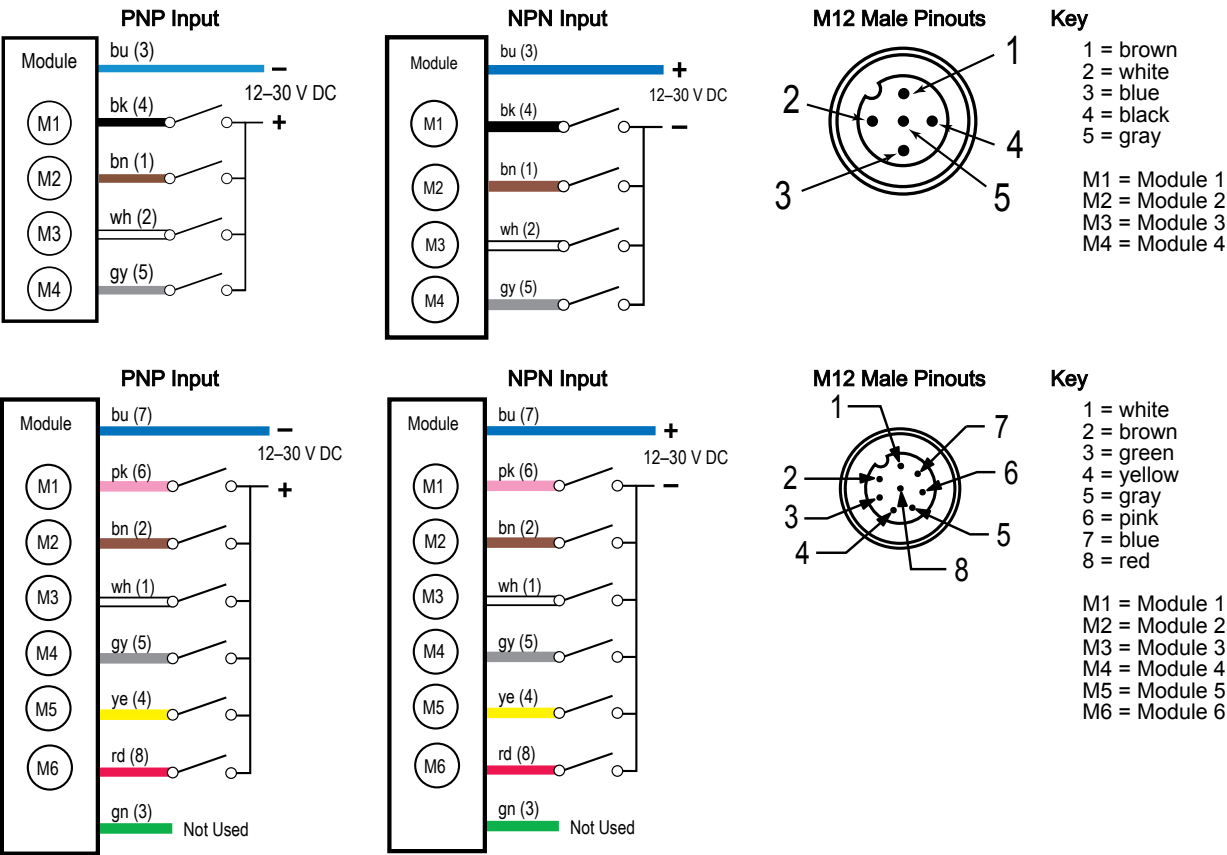 PNP Input
Module
bu (3)
–
12–30 V DC
M1
bk (4)
+
M2
bn (1)
M3
wh (2)
M4
gy (5)
NPN Input
Module
bu (3)
+
12–30 V DC
M1
bk (4)
–
M2
bn (1)
M3
wh (2)
M4
gy (5)
M12 Male Pinouts
1
2
4
3
5
Key
1 = brown
2 = white
3 = blue
4 = black
5 = gray
M1 = Module 1
M2 = Module 2
M3 = Module 3
M4 = Module 4
PNP Input
Module
bu (7)
–
12–30 V DC
M1
pk (6)
+
M2
bn (2)
M3
wh (1)
M4
gy (5)
M5
ye (4)
M6
rd (8)
gn (3)
Not Used
NPN Input
Module
bu (7)
+
12–30 V DC
M1
pk (6)
–
M2
bn (2)
M3
wh (1)
M4
gy (5)
M5
ye (4)
M6
rd (8)
gn (3)
Not Used
M12 Male Pinouts
1
7
2
6
3
5
4
8
Key
1 = white
2 = brown
3 = green
4 = yellow
5 = gray
6 = pink
7 = blue
8 = red
M1 = Module 1
M2 = Module 2
M3 = Module 3
M4 = Module 4
M5 = Module 5
M6 = Module 6